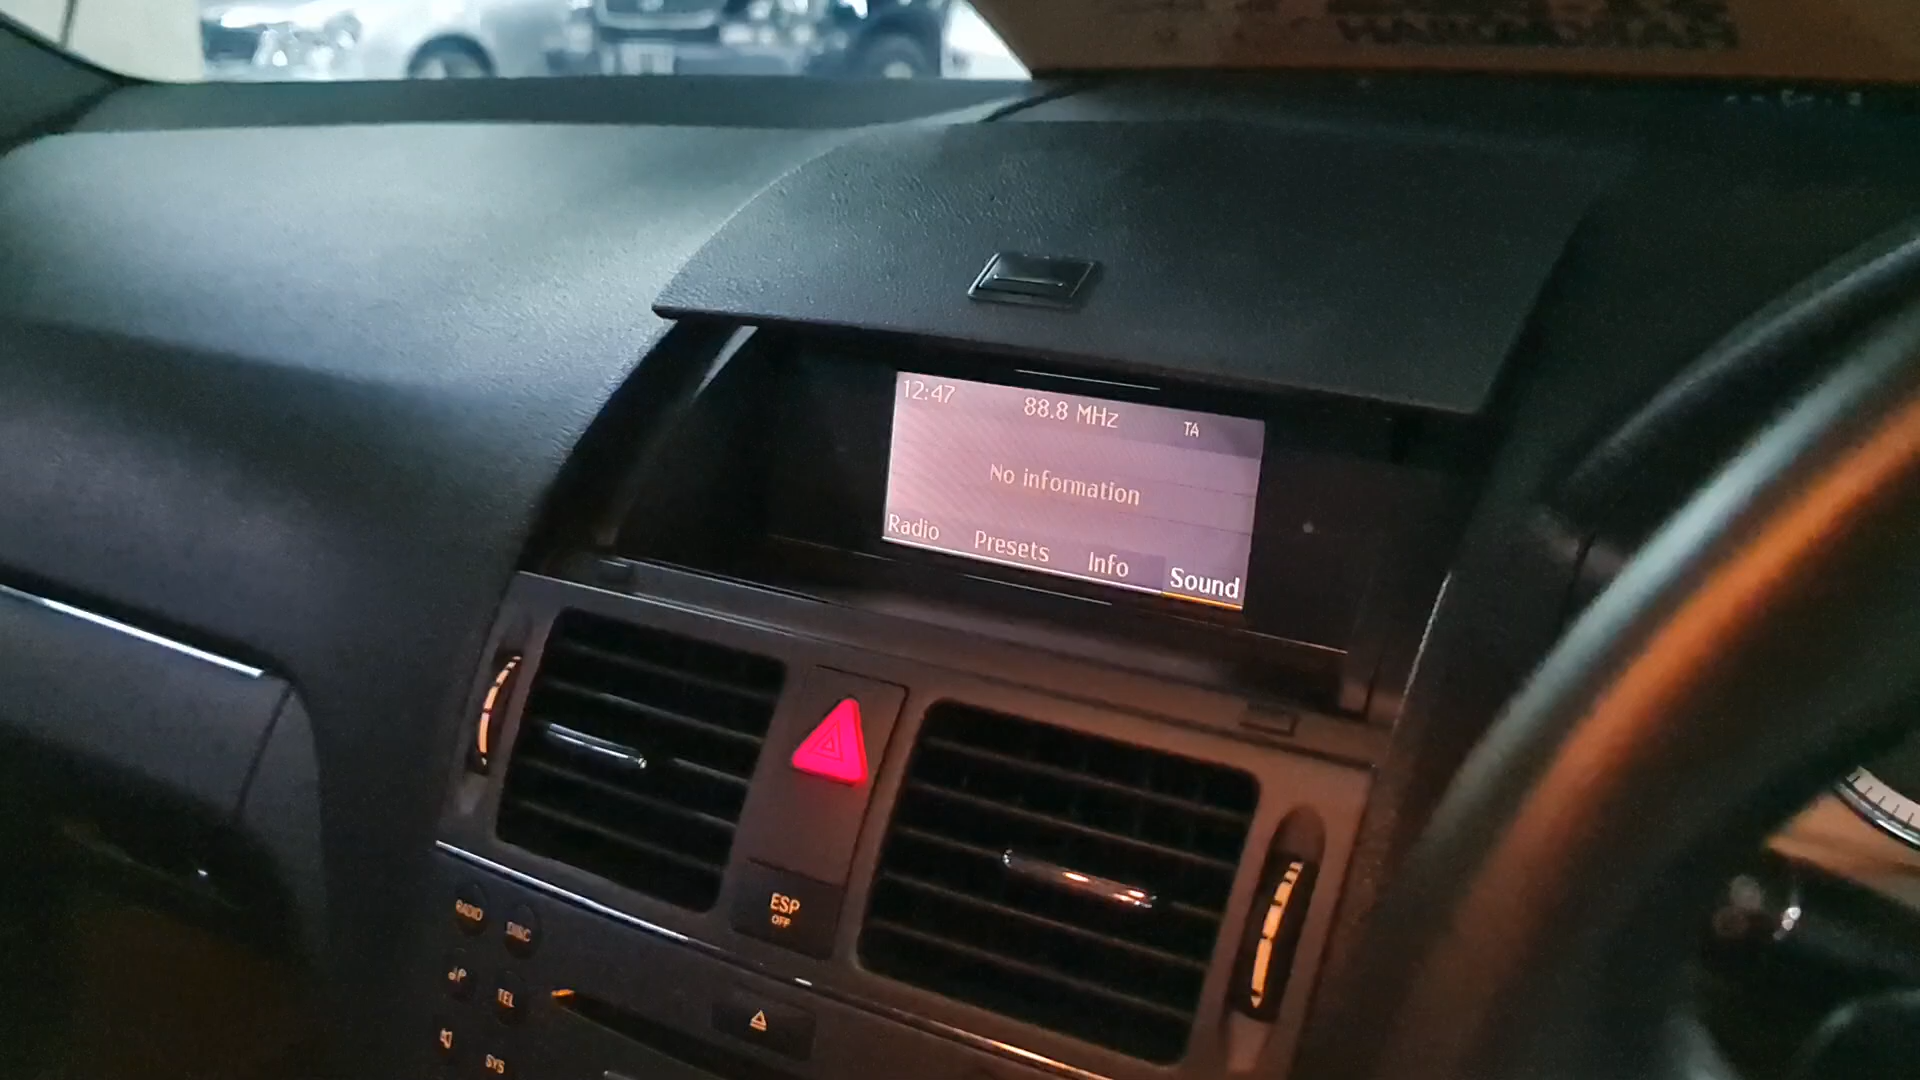 12:47 88.8 MHz TA
No information
Radio Presets Info Sound
ESP
OFF
RADIO DISC
TEL
SYS